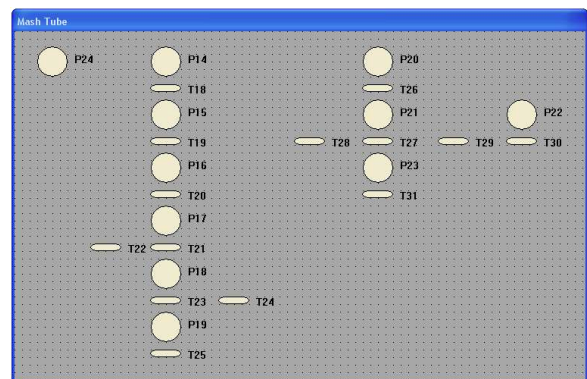 Mash Tube
P24 P14 P20
T18 T26
P15 P21 P22
T19 T28 T27 T29 T30
P16 P23
T20 T31
P17
T22 T21
P18
T23 T24
P19
T25